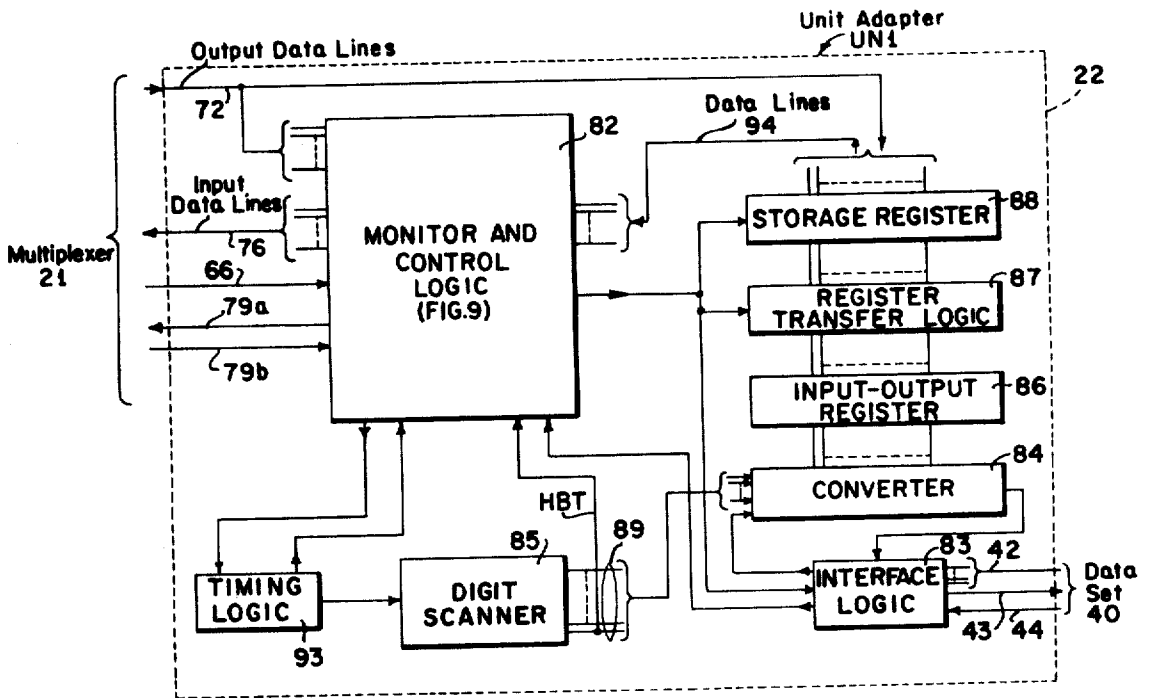 Unit Adapter
UN1
Output Data Lines
22
72
Data Lines
94
82
Input
Data Lines
76
Multiplexer
21
66
79a
79b
MONITOR AND
CONTROL
LOGIC
(FIG.9)
STORAGE REGISTER
88
REGISTER
TRANSFER LOGIC
87
INPUT-OUTPUT
REGISTER
86
CONVERTER
84
HBT
85
89
TIMING
LOGIC
93
DIGIT
SCANNER
83
INTERFACE
LOGIC
42
43
44
Data
Set
40